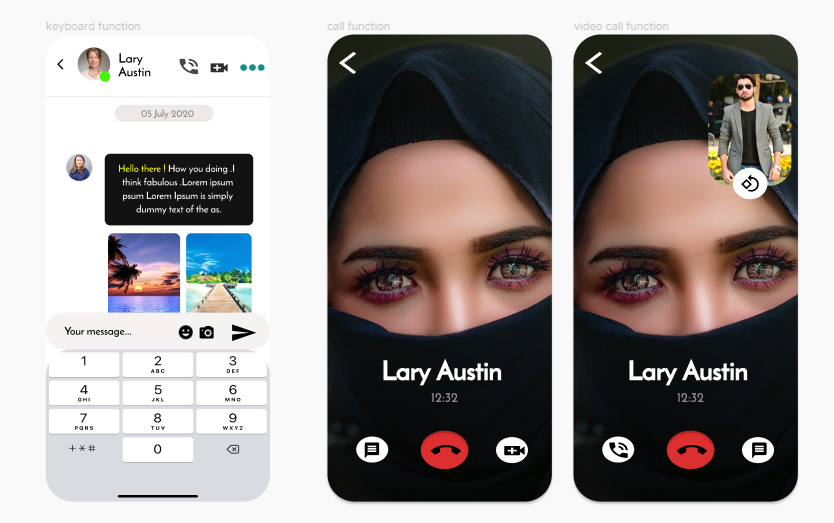 keyboard function
Lary
Austin
05 July 2020
Hello there ! How you doing .I
think fabulous .Lorem ipsum
psum Lorem Ipsum is simply
dummy text of the as.
Your message...
1
2
ABC
3
DEF
4
GHI
5
JKL
6
MNO
7
PQRS
8
TUV
9
WXYZ
+*#
0
call function
Lary Austin
12:32
video call function
Lary Austin
12:32